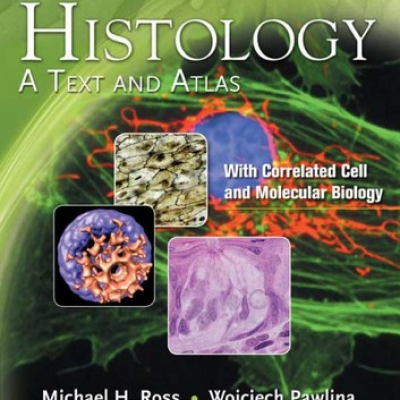 HISTOLOGY
A TEXT AND ATLAS
With Correlated Cell
and Molecular Biology
Michael H. Ross • Wojciech Pawlina